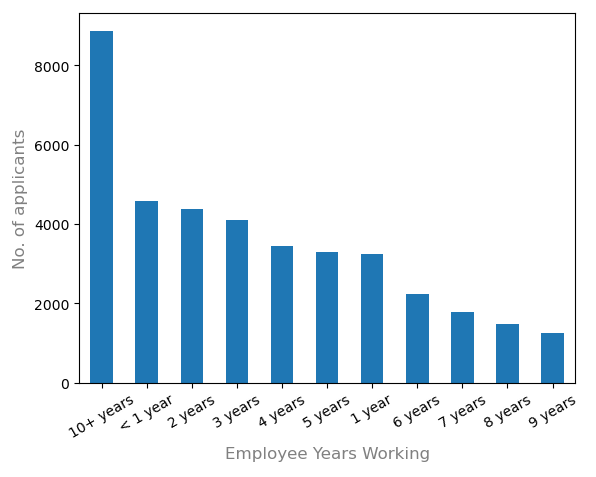 8000
6000
4000
2000
0
No. of applicants
10+ years
< 1 year
2 years
3 years
4 years
5 years
1 year
6 years
7 years
8 years
9 years
Employee Years Working